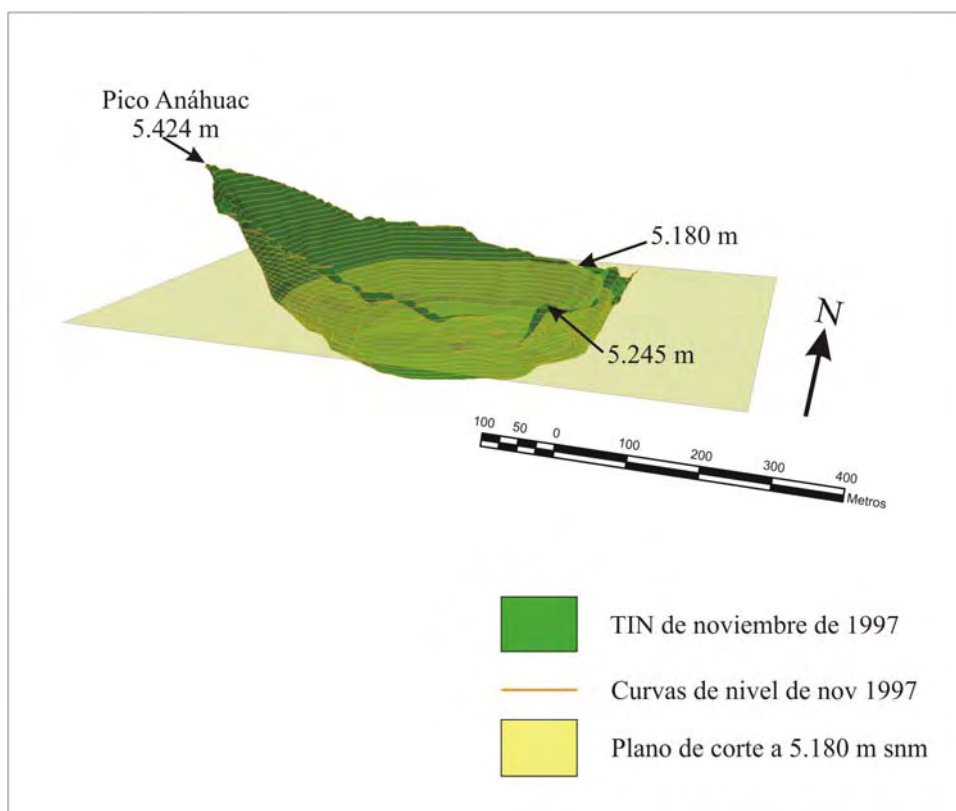 Pico Anáhuac
5.424 m
5.180 m
5.245 m
N
100 50 0 100 200 300 400
Metros
TIN de noviembre de 1997
Curvas de nivel de nov 1997
Plano de corte a 5.180 m snm